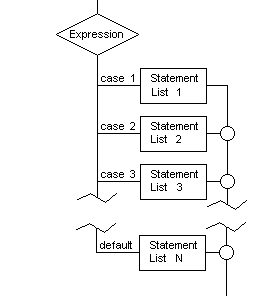 Expression
case 1
Statement
List 1
case 2
Statement
List 2
case 3
Statement
List 3
default
Statement
List N